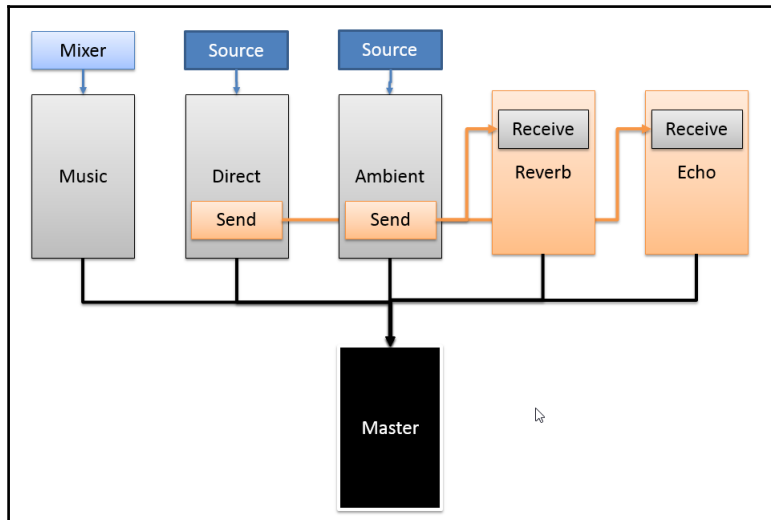 Mixer
Source
Source
Music
Direct
Ambient
Receive
Reverb
Receive
Echo
Send
Send
Master